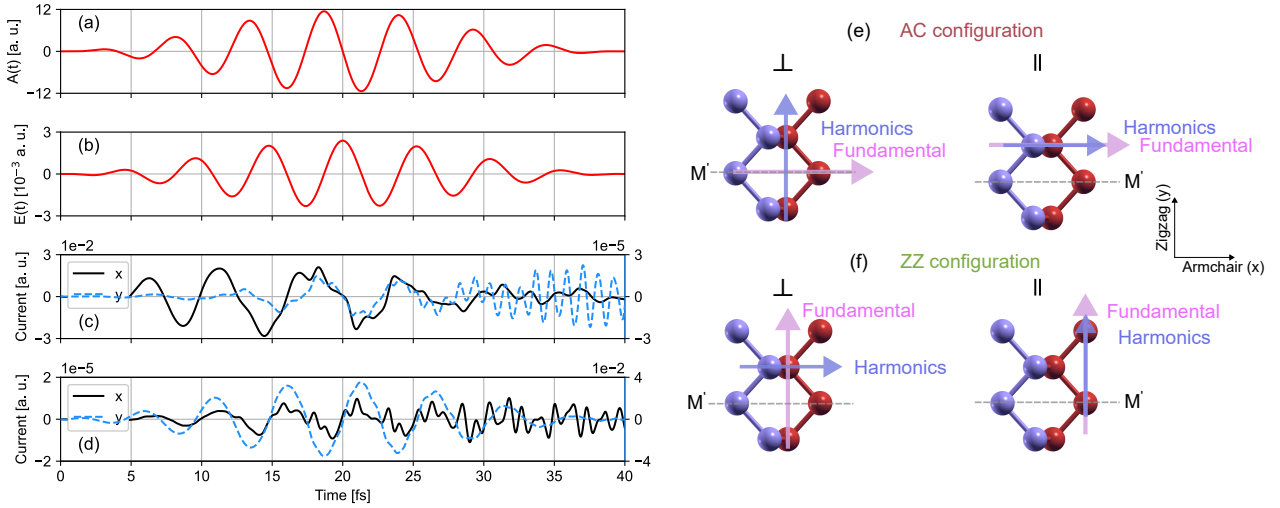 (a)
A(t) [a. u.]
12
0
−12
(b)
E(t) [10⁻³ a. u.]
3
0
−3
1e−2
1e−5
x
y
(c)
Current [a. u.]
3
0
−3
3
0
−3
1e−5
1e−2
x
y
(d)
Current [a. u.]
2
0
−2
4
0
−4
0 5 10 15 20 25 30 35 40
Time [fs]
(e) AC configuration
⊥ ∥
Harmonics
Fundamental
M'
Harmonics
Fundamental
M'
Zigzag (y)
Armchair (x)
(f) ZZ configuration
⊥ ∥
Fundamental
Harmonics
M'
Fundamental
Harmonics
M'